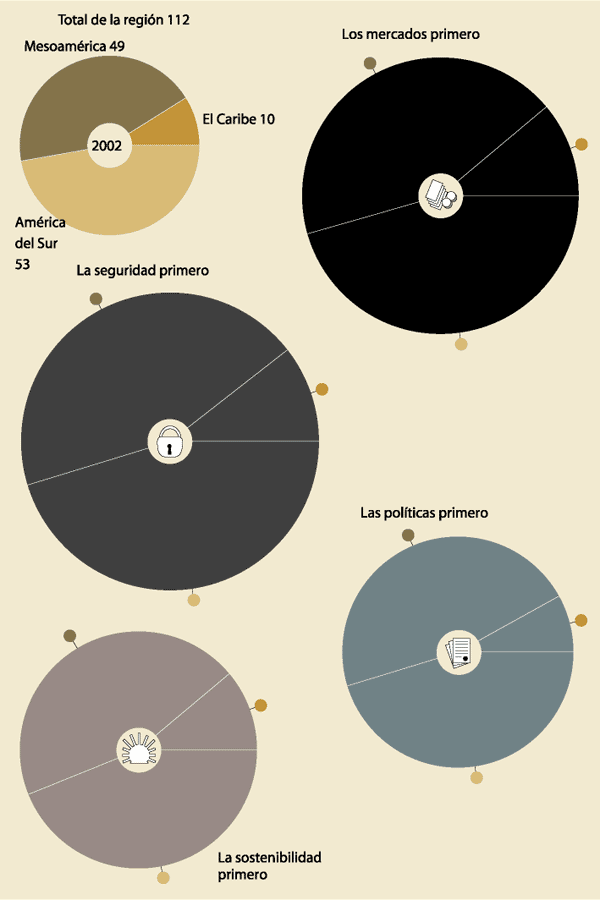 Total de la región 112
Mesoamérica 49
Los mercados primero
El Caribe 10
2002
América
del Sur
53
La seguridad primero
Las políticas primero
La sostenibilidad
primero